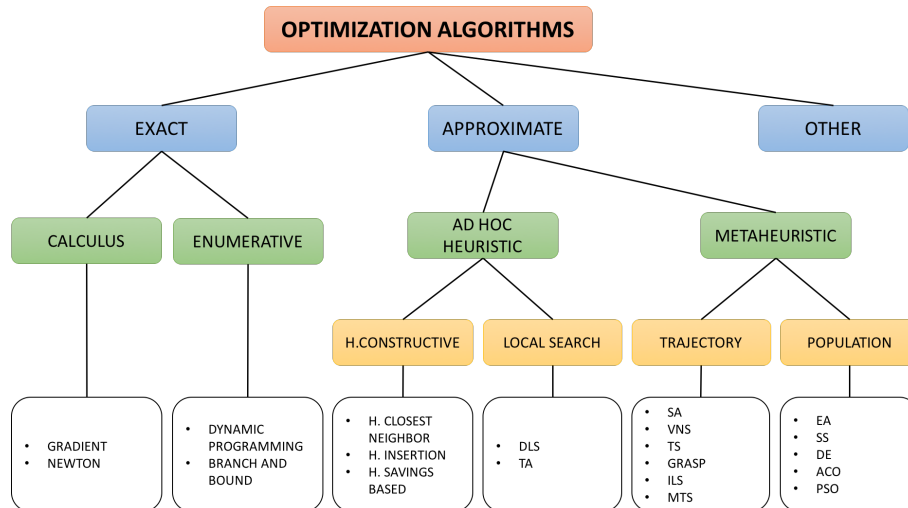 OPTIMIZATION ALGORITHMS
EXACT
APPROXIMATE
OTHER
CALCULUS
ENUMERATIVE
AD HOC
HEURISTIC
METAHEURISTIC
H.CONSTRUCTIVE
LOCAL SEARCH
TRAJECTORY
POPULATION
• GRADIENT
• NEWTON
• DYNAMIC
PROGRAMMING
• BRANCH AND
BOUND
• H. CLOSEST
NEIGHBOR
• H. INSERTION
• H. SAVINGS
BASED
• DLS
• TA
• SA
• VNS
• TS
• GRASP
• ILS
• MTS
• EA
• SS
• DE
• ACO
• PSO